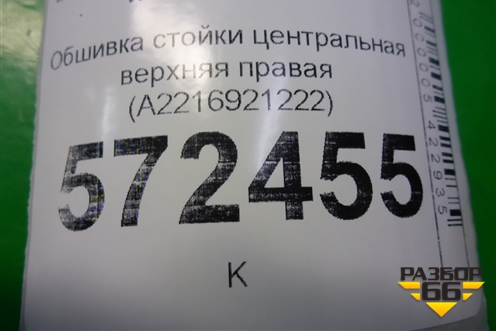 Обшивка стойки центральная
верхняя правая
(A2216921222)
572455
К
РАЗБОР
66